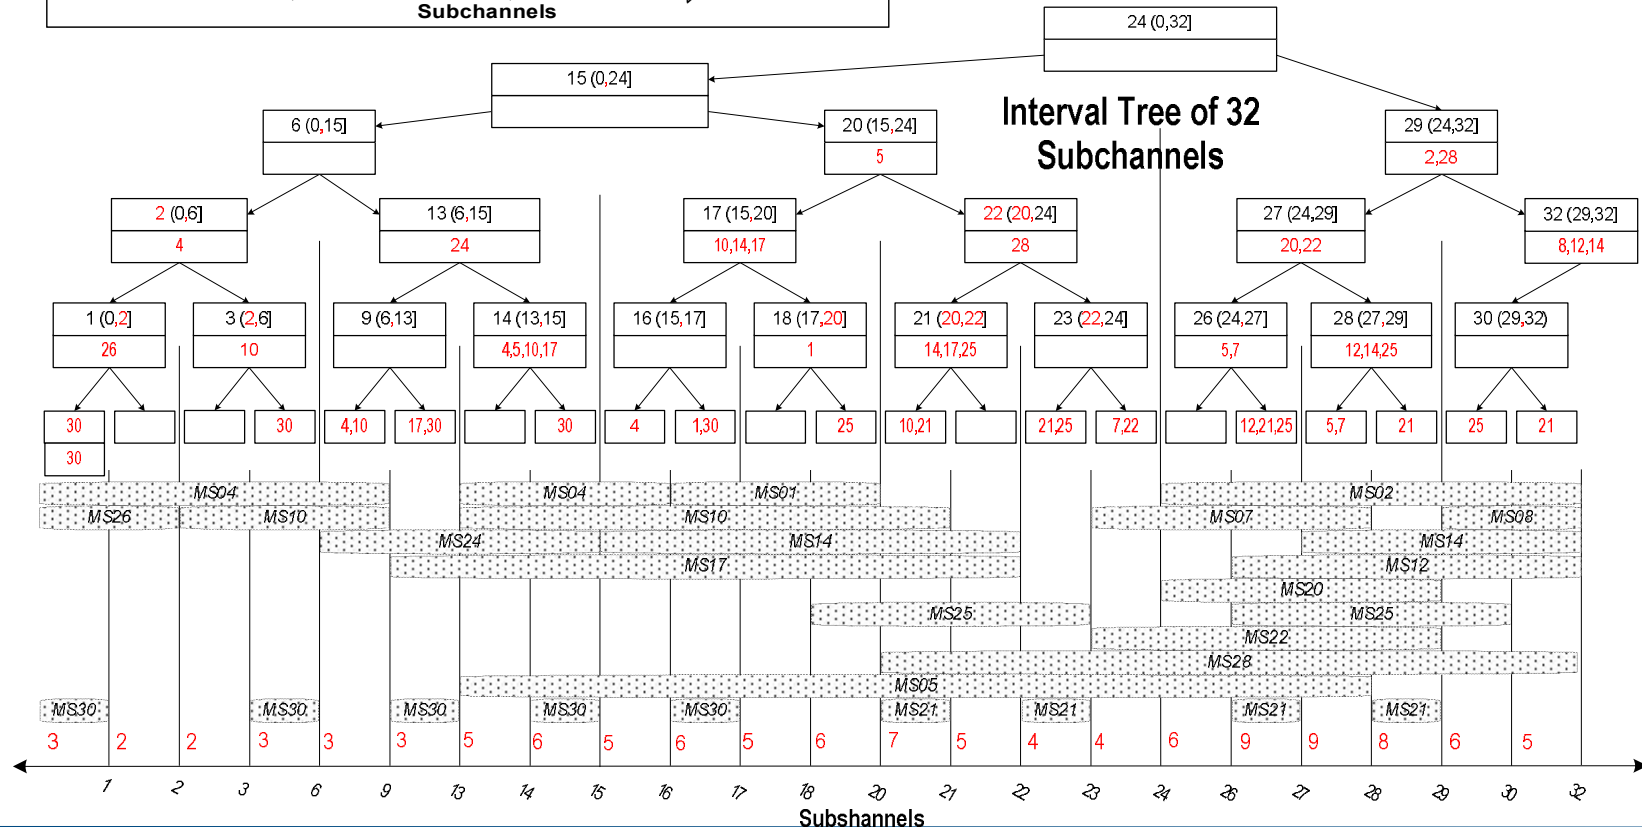 Subchannels
24 (0,32]
15 (0,24]
Interval Tree of 32
Subchannels
6 (0,15]
20 (15,24]
5
29 (24,32]
2,28
2 (0,6]
4
13 (6,15]
24
17 (15,20]
10,14,17
22 (20,24]
28
27 (24,29]
20,22
32 (29,32]
8,12,14
1 (0,2]
26
3 (2,6]
10
9 (6,13]
14 (13,15]
4,5,10,17
16 (15,17]
18 (17,20]
1
21 (20,22]
14,17,25
23 (22,24]
26 (24,27]
5,7
28 (27,29]
12,14,25
30 (29,32)
30 30 4,10 17,30 30 4 1,30 25 10,21 21,25 7,22 12,21,25 5,7 21 25 21
30
MS04 MS04 MS01 MS02
MS26 MS10 MS10 MS07 MS08
MS24 MS14 MS14
MS17 MS12
MS20
MS25 MS25
MS22
MS28
MS05
MS30 MS30 MS30 MS30 MS30 MS21 MS21 MS21 MS21
3 2 2 3 3 3 5 6 5 6 5 6 7 5 4 4 6 9 9 8 6 5
1 2 3 6 9 13 14 15 16 17 18 20 21 22 23 24 26 27 28 29 30 32
Subshannels